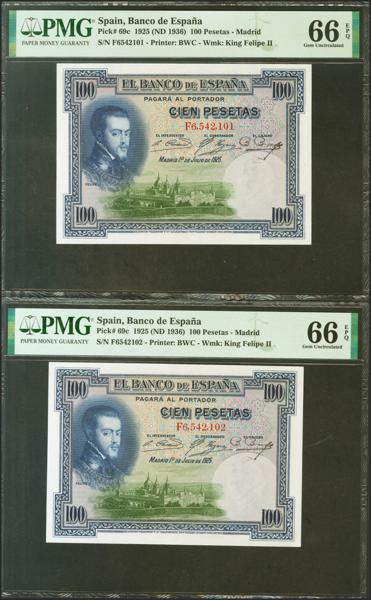 PMG
PAPER MONEY GUARANTY
Spain, Banco de España
Pick# 69c 1925 (ND 1936) 100 Pesetas - Madrid
S/N F6542101 - Printer: BWC - Wmk: King Felipe II
66 EPQ
Gem Uncirculated
100 EL BANCO DE ESPAÑA 100
PAGARÁ AL PORTADOR
CIEN PESETAS
F6,542,101
EL INTERVENTOR EL GOBERNADOR EL CAJERO
Madrid 1º de Julio de 1925.
100 100
PMG
PAPER MONEY GUARANTY
Spain, Banco de España
Pick# 69c 1925 (ND 1936) 100 Pesetas - Madrid
S/N F6542102 - Printer: BWC - Wmk: King Felipe II
66 EPQ
Gem Uncirculated
100 EL BANCO DE ESPAÑA 100
PAGARÁ AL PORTADOR
CIEN PESETAS
F6,542,102
EL INTERVENTOR EL GOBERNADOR EL CAJERO
Madrid 1º de Julio de 1925.
100 100